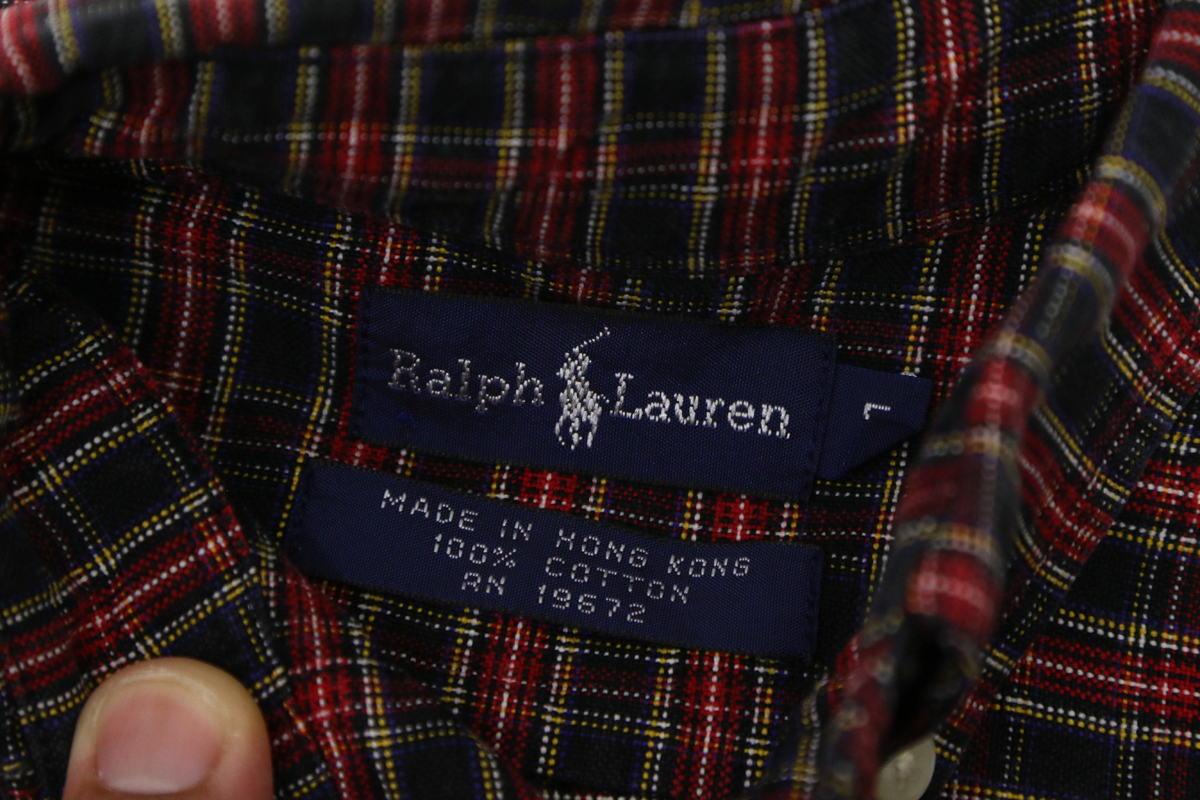 Ralph Lauren
L
MADE IN HONG KONG
100% COTTON
RN 19672